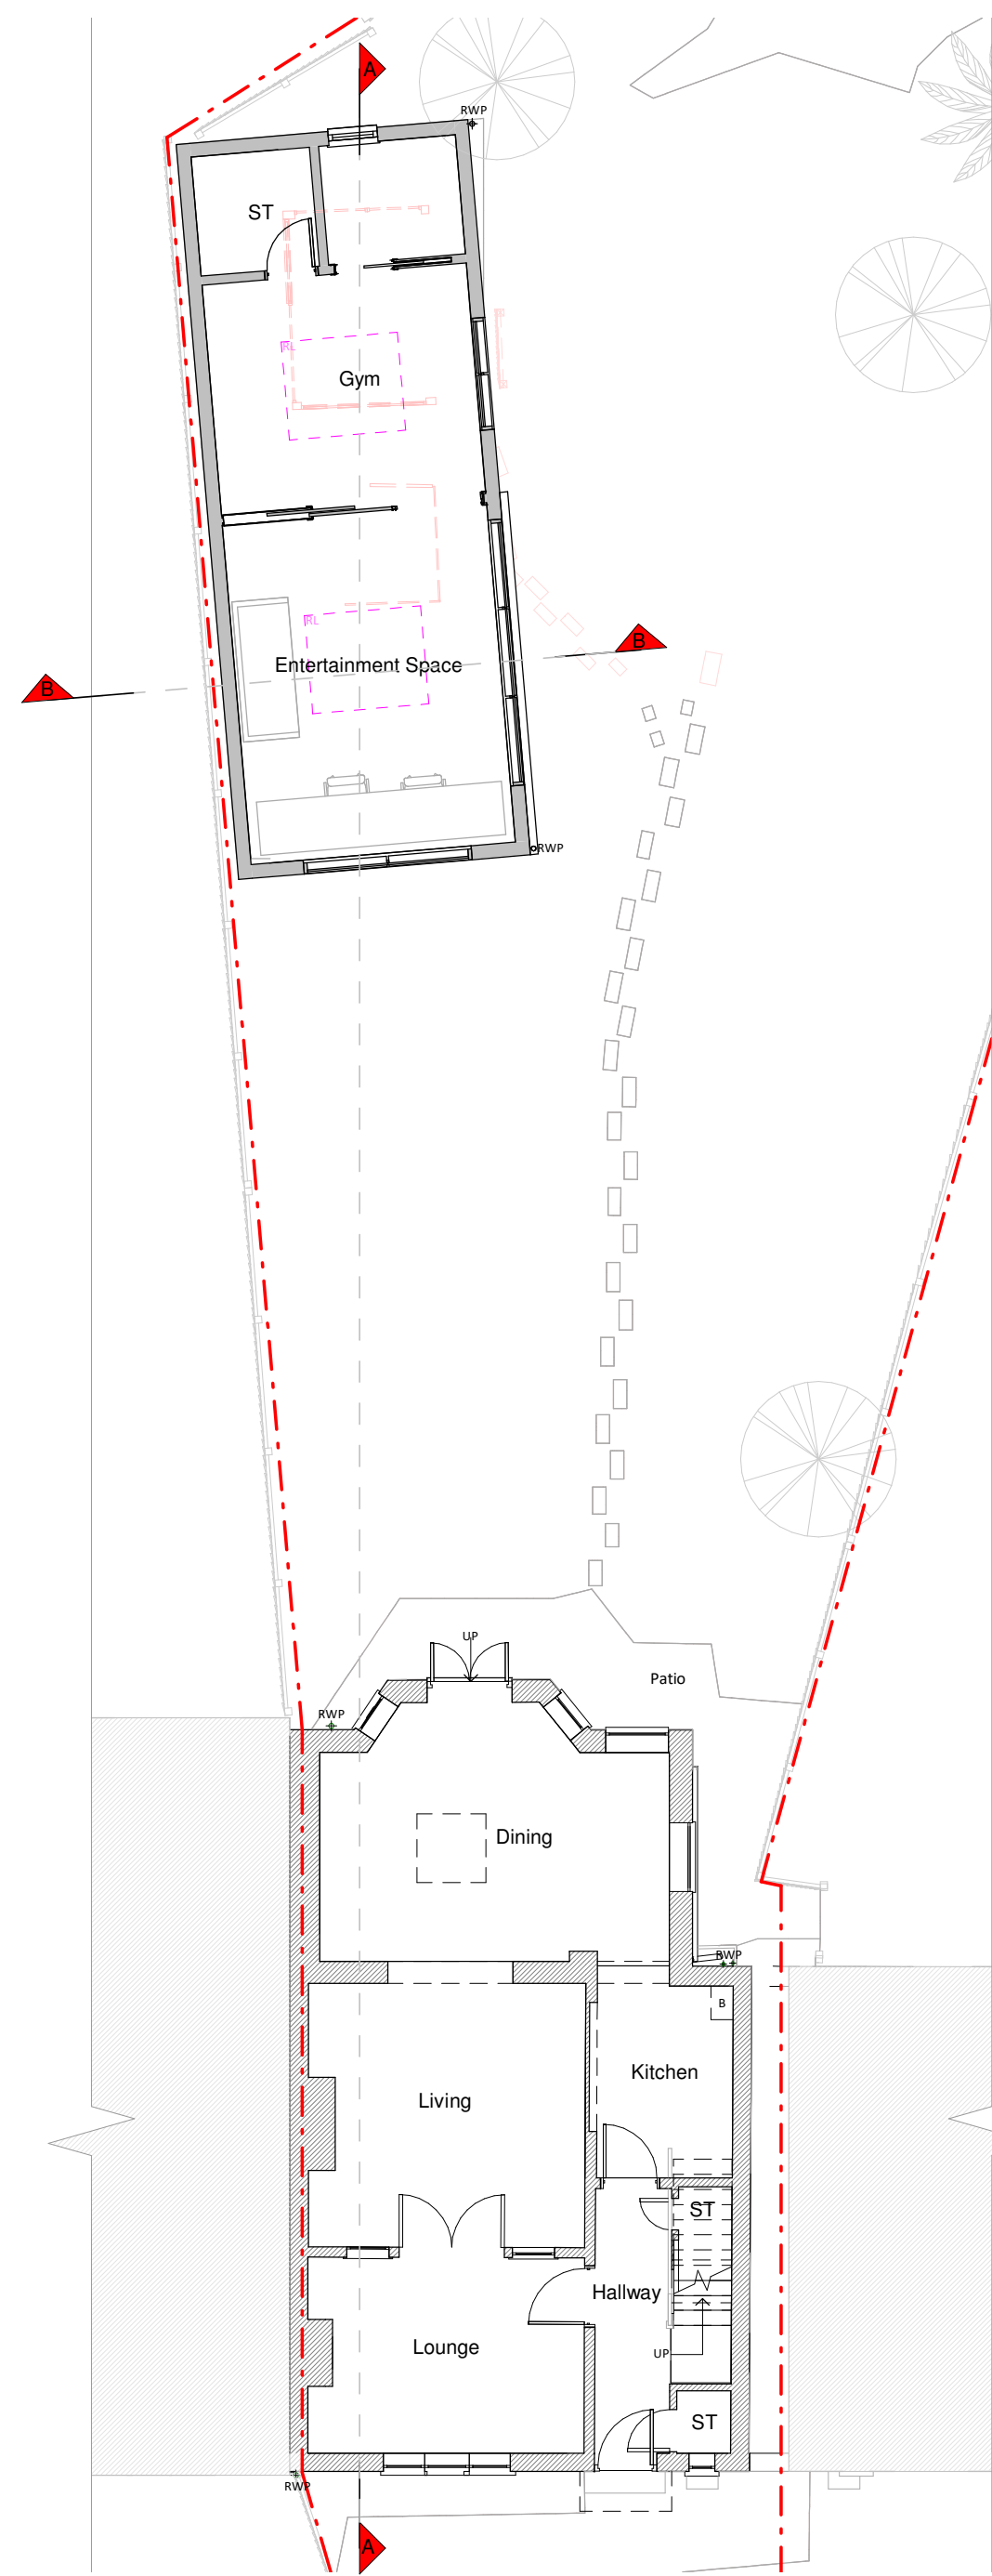 A
RWP
ST
RL
Gym
RL
B
Entertainment Space
B
RWP
UP
Patio
RWP
Dining
RWP
B
Kitchen
Living
ST
Hallway
Lounge
UP
ST
RWP
A